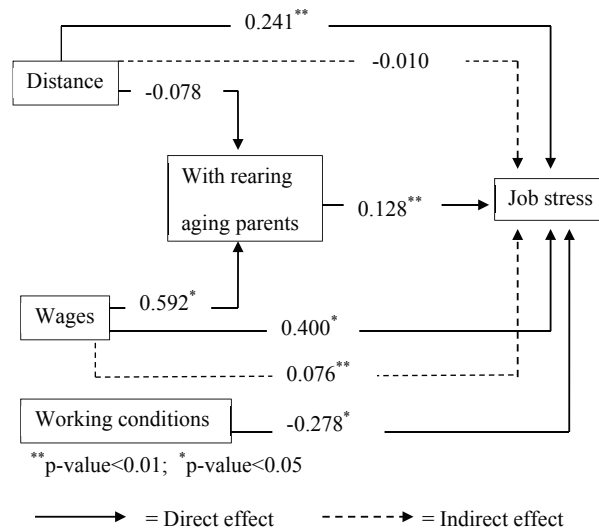 0.241**
Distance
-0.010
-0.078
With rearing
aging parents
0.128**
Job stress
0.592*
Wages
0.400*
0.076**
Working conditions
-0.278*
**p-value<0.01; *p-value<0.05
= Direct effect
= Indirect effect